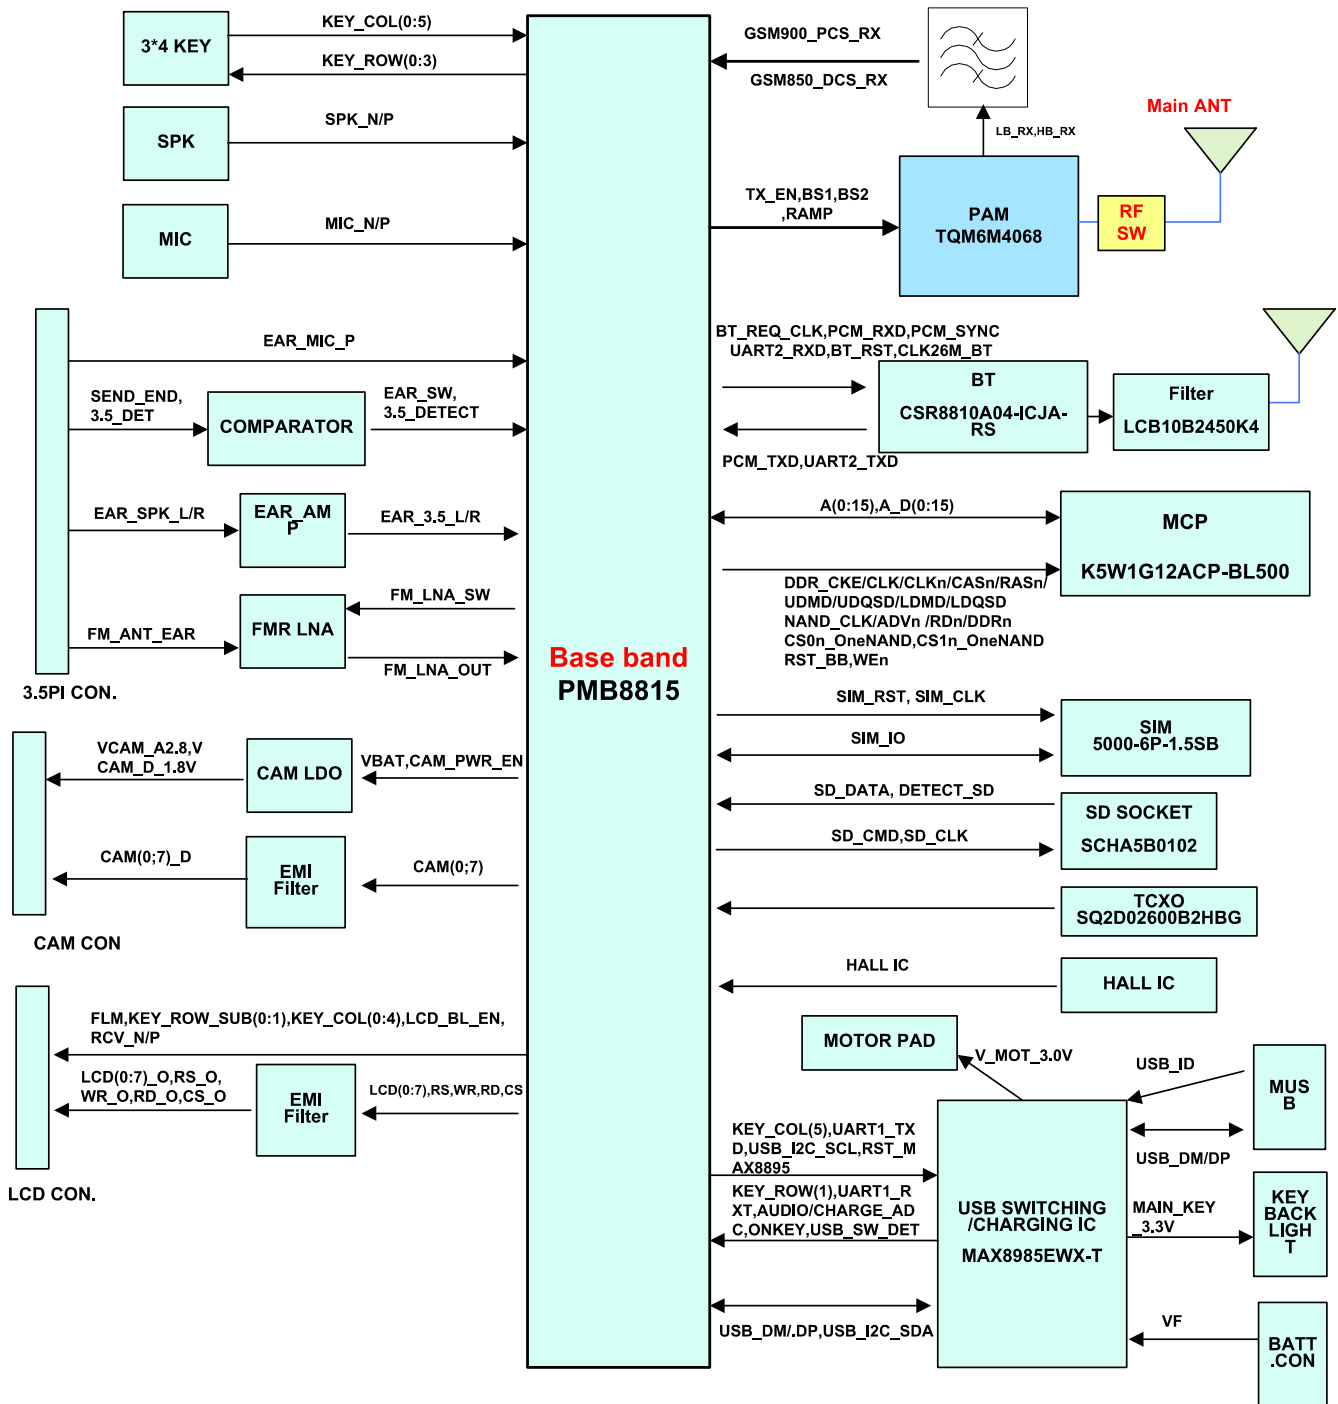 3*4 KEY
KEY_COL(0:5)
KEY_ROW(0:3)
SPK
SPK_N/P
MIC
MIC_N/P
EAR_MIC_P
SEND_END,
3.5_DET
COMPARATOR
EAR_SW,
3.5_DETECT
EAR_SPK_L/R
EAR_AM
P
EAR_3.5_L/R
FM_LNA_SW
FM_ANT_EAR
FMR LNA
FM_LNA_OUT
3.5PI CON.
VCAM_A2.8,V
CAM_D_1.8V
CAM LDO
VBAT,CAM_PWR_EN
CAM(0;7)_D
EMI
Filter
CAM(0;7)
CAM CON
FLM,KEY_ROW_SUB(0:1),KEY_COL(0:4),LCD_BL_EN,
RCV_N/P
LCD(0:7)_O,RS_O,
WR_O,RD_O,CS_O
EMI
Filter
LCD(0:7),RS,WR,RD,CS
LCD CON.
Base band
PMB8815
GSM900_PCS_RX
GSM850_DCS_RX
LB_RX,HB_RX
Main ANT
TX_EN,BS1,BS2
,RAMP
PAM
TQM6M4068
RF
SW
BT_REQ_CLK,PCM_RXD,PCM_SYNC
UART2_RXD,BT_RST,CLK26M_BT
BT
CSR8810A04-ICJA-
RS
Filter
LCB10B2450K4
PCM_TXD,UART2_TXD
A(0:15),A_D(0:15)
MCP
K5W1G12ACP-BL500
DDR_CKE/CLK/CLKn/CASn/RASn/
UDMD/UDQSD/LDMD/LDQSD
NAND_CLK/ADVn /RDn/DDRn
CS0n_OneNAND,CS1n_OneNAND
RST_BB,WEn
SIM_RST, SIM_CLK
SIM_IO
SIM
5000-6P-1.5SB
SD_DATA, DETECT_SD
SD_CMD,SD_CLK
SD SOCKET
SCHA5B0102
TCXO
SQ2D02600B2HBG
HALL IC
HALL IC
MOTOR PAD
V_MOT_3.0V
USB_ID
MUS
B
USB_DM/DP
KEY_COL(5),UART1_TX
D,USB_I2C_SCL,RST_M
AX8895
KEY_ROW(1),UART1_R
XT,AUDIO/CHARGE_AD
C,ONKEY,USB_SW_DET
USB SWITCHING
/CHARGING IC
MAX8985EWX-T
MAIN_KEY
_3.3V
KEY
BACK
LIGH
T
USB_DM/.DP,USB_I2C_SDA
VF
BATT
.CON